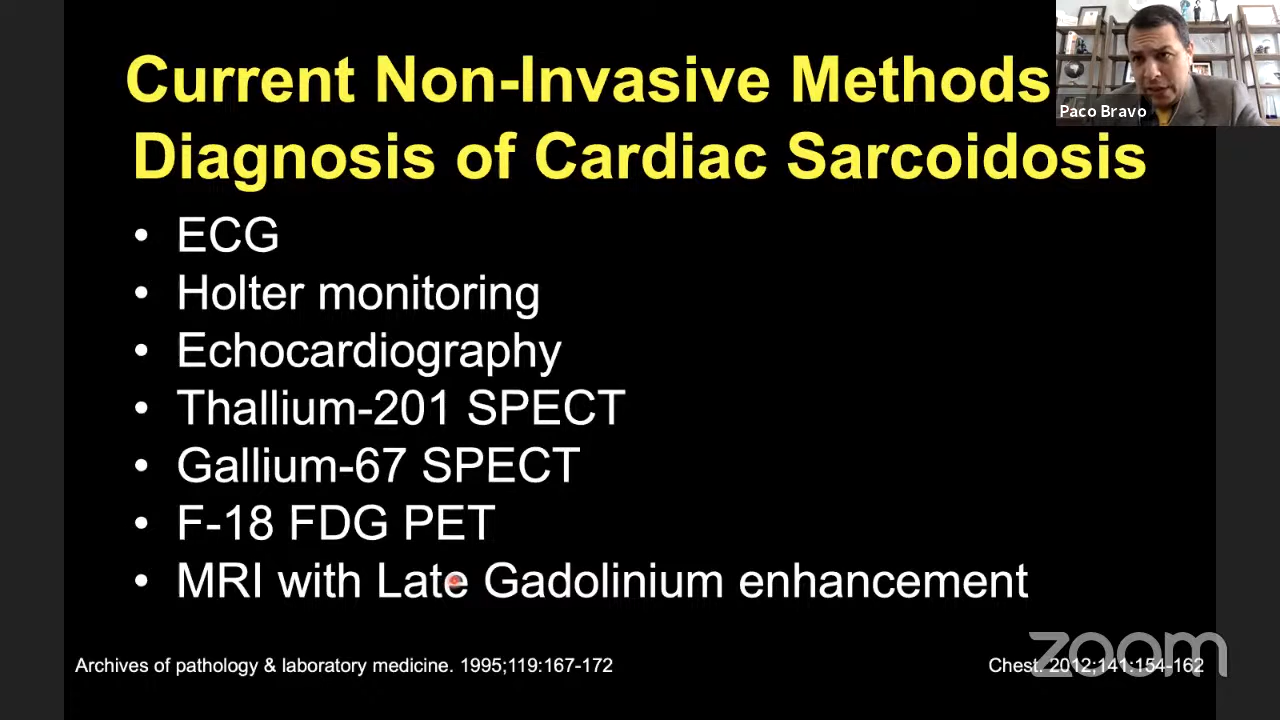 Current Non-Invasive Methods
Diagnosis of Cardiac Sarcoidosis
Paco Bravo
• ECG
• Holter monitoring
• Echocardiography
• Thallium-201 SPECT
• Gallium-67 SPECT
• F-18 FDG PET
• MRI with Late Gadolinium enhancement
Archives of pathology & laboratory medicine. 1995;119:167-172
Chest. 2012;141:154-162
zoom